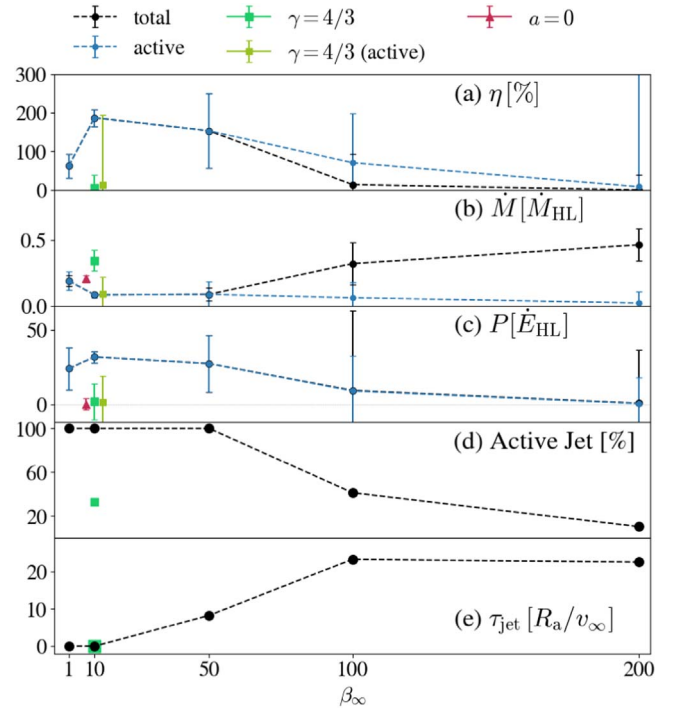 total
γ = 4/3
a = 0
active
γ = 4/3 (active)
300
(a) η [%]
200
100
0
(b) Ṁ [Ṁ_HL]
0.5
0.0
(c) P [Ė_HL]
50
0
100
(d) Active Jet [%]
60
20
20
10
(e) τ_jet [R_a/v_∞]
0
1 10 50 100 200
β_∞